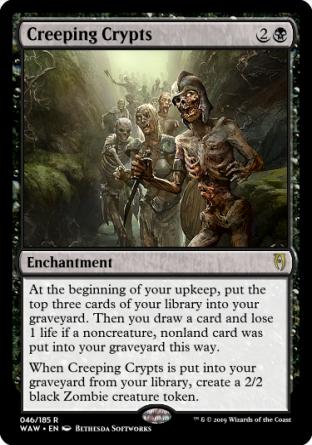 Creeping Crypts 2
Enchantment
At the beginning of your upkeep, put the
top three cards of your library into your
graveyard. Then you draw a card and lose
1 life if a noncreature, nonland card was
put into your graveyard this way.
When Creeping Crypts is put into your
graveyard from your library, create a 2/2
black Zombie creature token.
046/185 R
WAW • EN BETHESDA SOFTWORKS
™ & © 2019 Wizards of the Coast